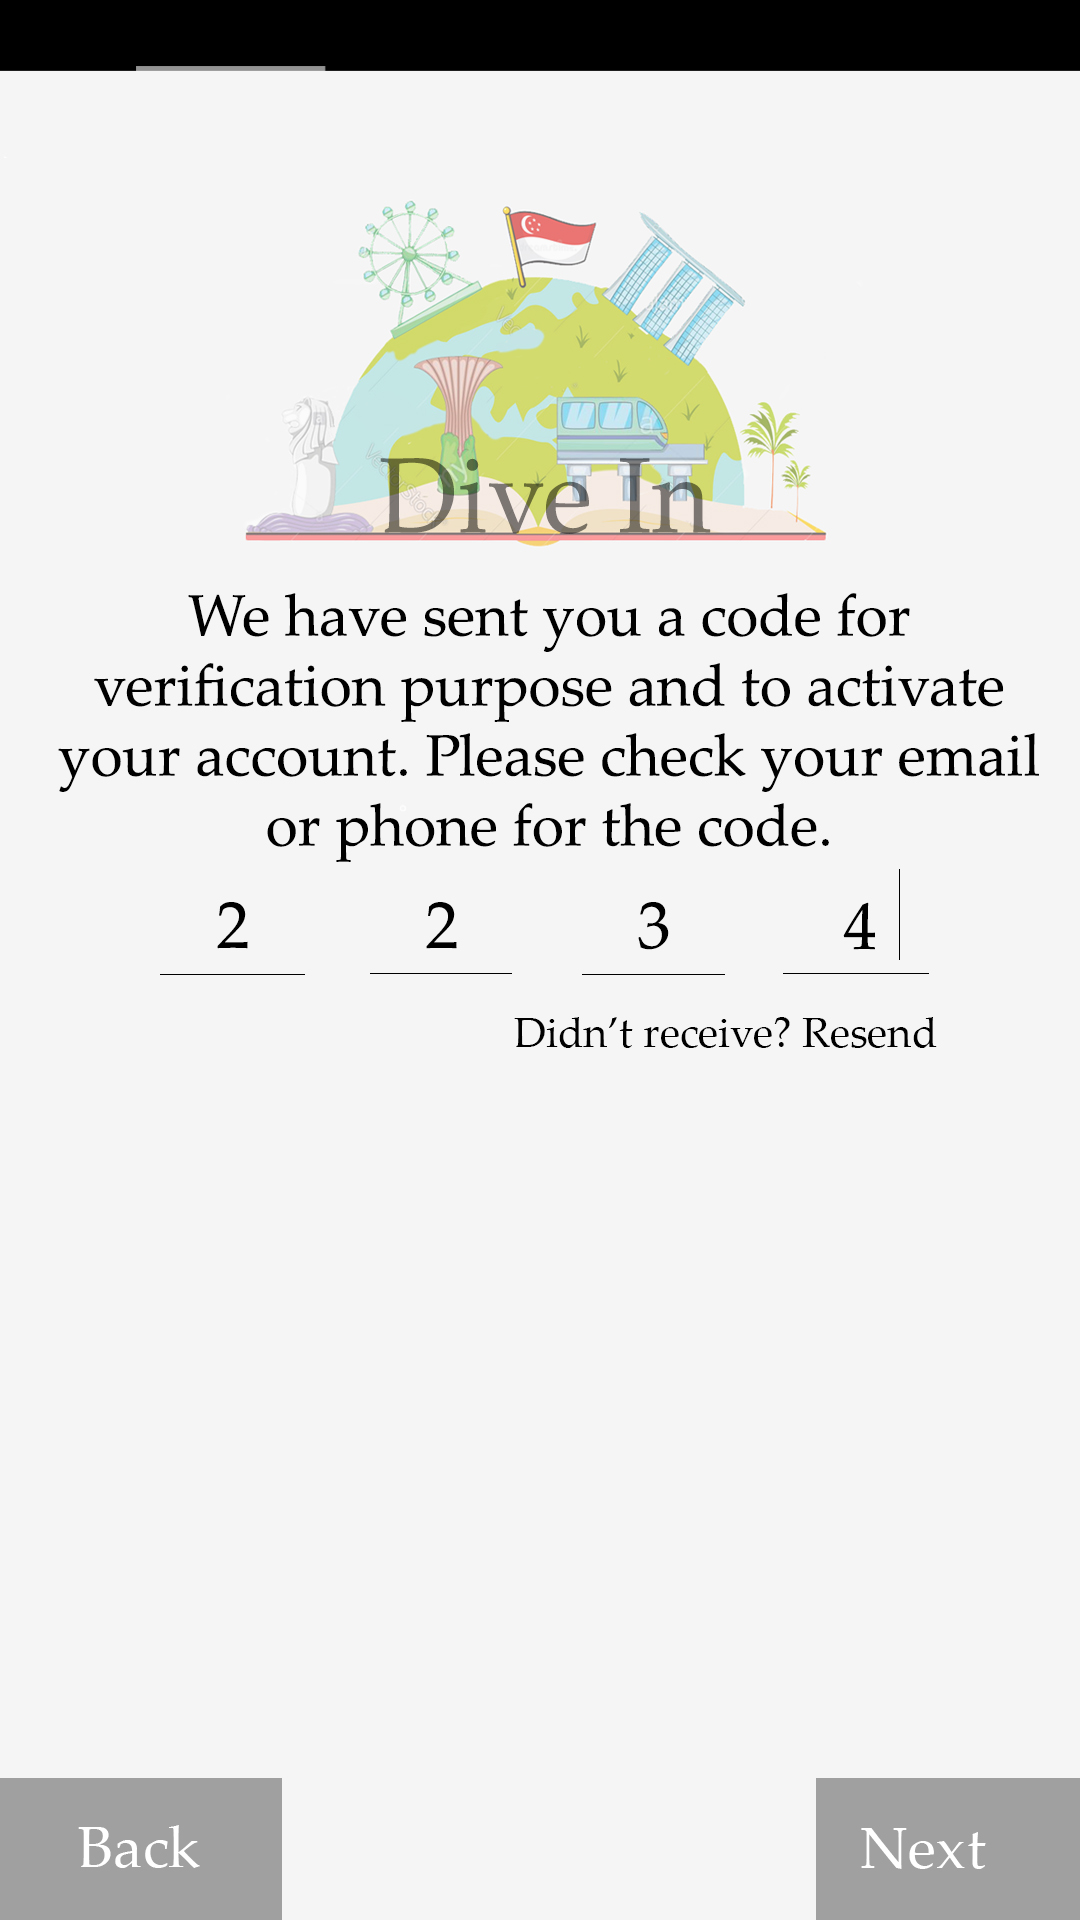 Dive In
We have sent you a code for
verification purpose and to activate
your account. Please check your email
or phone for the code.
2 2 3 4
Didn’t receive? Resend
Back Next